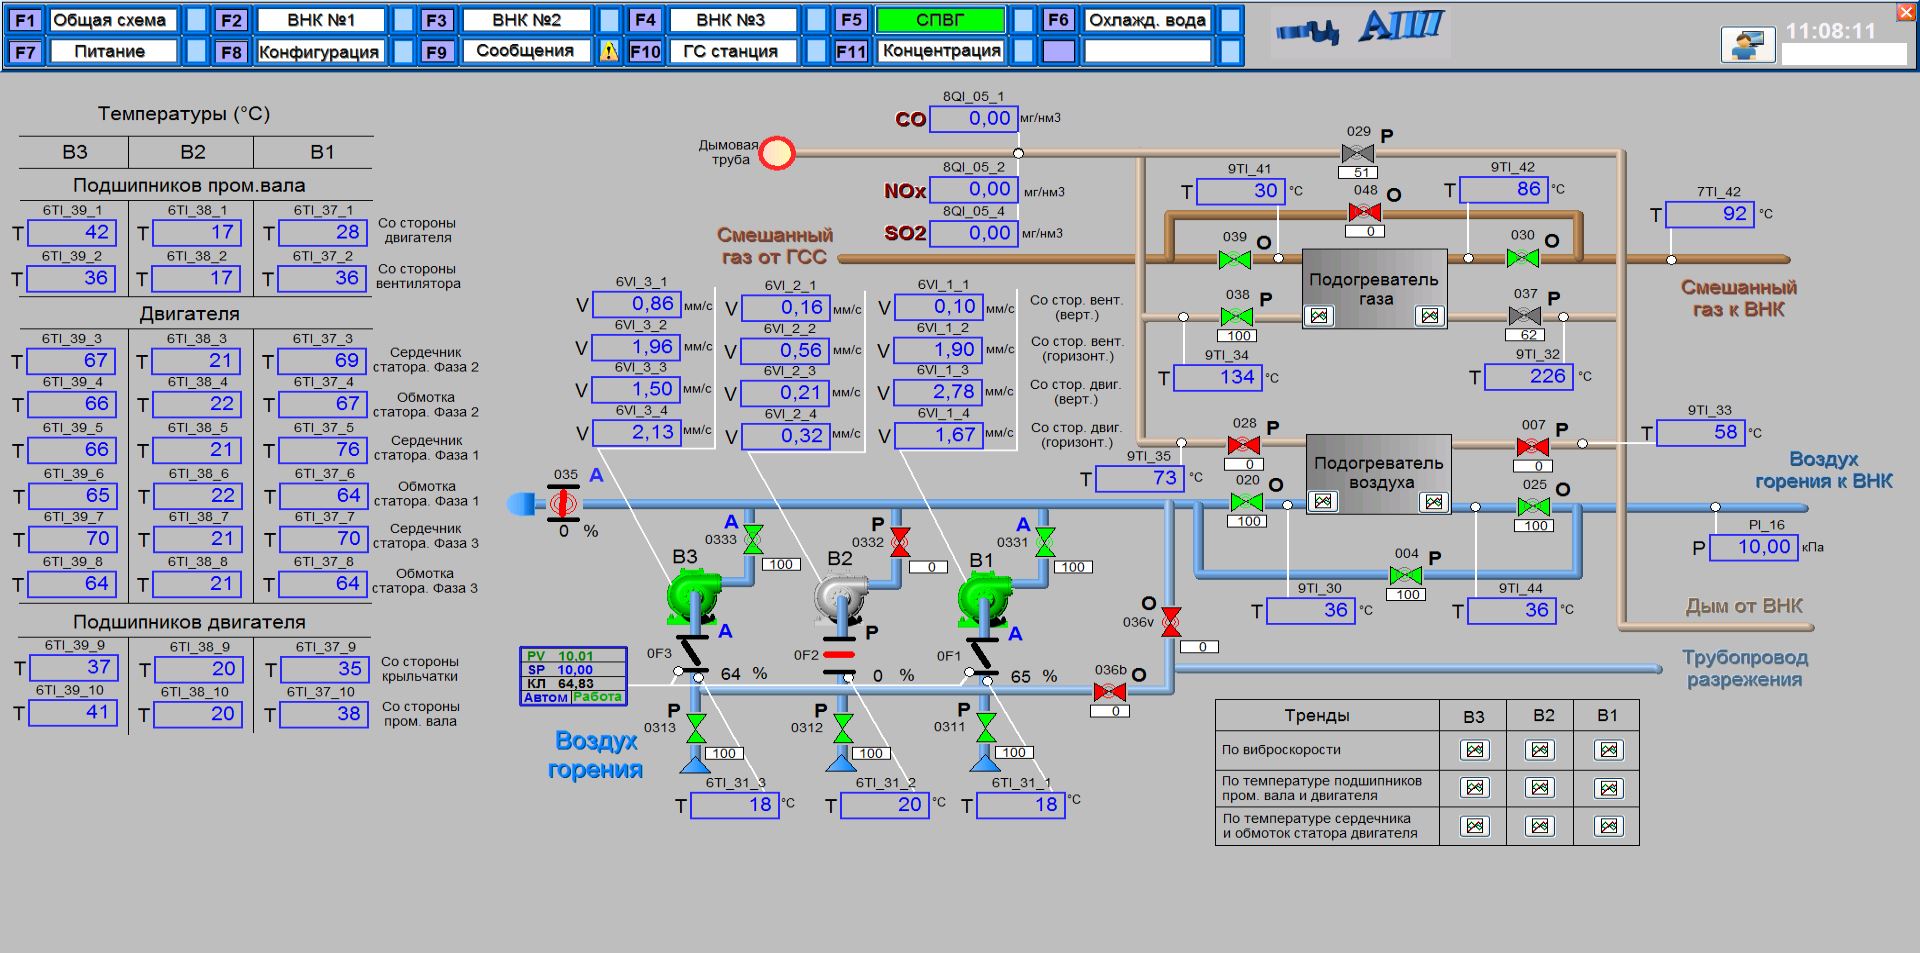 F1 Общая схема F2 ВНК №1 F3 ВНК №2 F4 ВНК №3 F5 СПВГ F6 Охлажд. вода
F7 Питание F8 Конфигурация F9 Сообщения F10 ГС станция F11 Концентрация
АПП
11:08:11
Температуры (°C)
В3 В2 В1
Подшипников пром.вала
6TI_39_1 6TI_38_1 6TI_37_1
T 42 T 17 T 28 Со стороны двигателя
6TI_39_2 6TI_38_2 6TI_37_2
T 36 T 17 T 36 Со стороны вентилятора
Двигателя
6TI_39_3 6TI_38_3 6TI_37_3
T 67 T 21 T 69 Сердечник статора. Фаза 2
6TI_39_4 6TI_38_4 6TI_37_4
T 66 T 22 T 67 Обмотка статора. Фаза 2
6TI_39_5 6TI_38_5 6TI_37_5
T 66 T 21 T 76 Сердечник статора. Фаза 1
6TI_39_6 6TI_38_6 6TI_37_6
T 65 T 22 T 64 Обмотка статора. Фаза 1
6TI_39_7 6TI_38_7 6TI_37_7
T 70 T 21 T 70 Сердечник статора. Фаза 3
6TI_39_8 6TI_38_8 6TI_37_8
T 64 T 21 T 64 Обмотка статора. Фаза 3
Подшипников двигателя
6TI_39_9 6TI_38_9 6TI_37_9
T 37 T 20 T 35 Со стороны крыльчатки
6TI_39_10 6TI_38_10 6TI_37_10
T 41 T 20 T 38 Со стороны пром. вала
Дымовая
труба
8QI_05_1
CO 0,00 мг/нм3
8QI_05_2
NOx 0,00 мг/нм3
8QI_05_4
SO2 0,00 мг/нм3
Смешанный
газ от ГСС
6VI_3_1 6VI_2_1 6VI_1_1
V 0,86 мм/с V 0,16 мм/с V 0,10 мм/с Со стор. вент. (верт.)
6VI_3_2 6VI_2_2 6VI_1_2
V 1,96 мм/с V 0,56 мм/с V 1,90 мм/с Со стор. вент. (горизонт.)
6VI_3_3 6VI_2_3 6VI_1_3
V 1,50 мм/с V 0,21 мм/с V 2,78 мм/с Со стор. двиг. (верт.)
6VI_3_4 6VI_2_4 6VI_1_4
V 2,13 мм/с V 0,32 мм/с V 1,67 мм/с Со стор. двиг. (горизонт.)
029 P
51
9TI_41
T 30 °C
048 O
0
9TI_42
T 86 °C
7TI_42
T 92 °C
039 O
030 O
Подогреватель
газа
Смешанный
газ к ВНК
038 P
100
037 P
62
9TI_34
T 134 °C
9TI_32
T 226 °C
028 P
0
007 P
0
9TI_33
T 58 °C
9TI_35
T 73 °C
Подогреватель
воздуха
Воздух
горения к ВНК
020 O
100
025 O
100
PI_16
P 10,00 кПа
004 P
100
9TI_30
T 36 °C
9TI_44
T 36 °C
Дым от ВНК
Трубопровод
разрежения
035 A
0 %
A 0333 100
P 0332 0
A 0331 100
В3 В2 В1
A P A
0F3 0F2 0F1
64 % 0 % 65 %
O
036v
0
036b O
0
PV 10,01
SP 10,00
КЛ 64,83
Автом Работа
P 0313 100
P 0312 100
P 0311 100
Воздух
горения
6TI_31_3 6TI_31_2 6TI_31_1
T 18 °C T 20 °C T 18 °C
Тренды В3 В2 В1
По виброскорости
По температуре подшипников
пром. вала и двигателя
По температуре сердечника
и обмоток статора двигателя